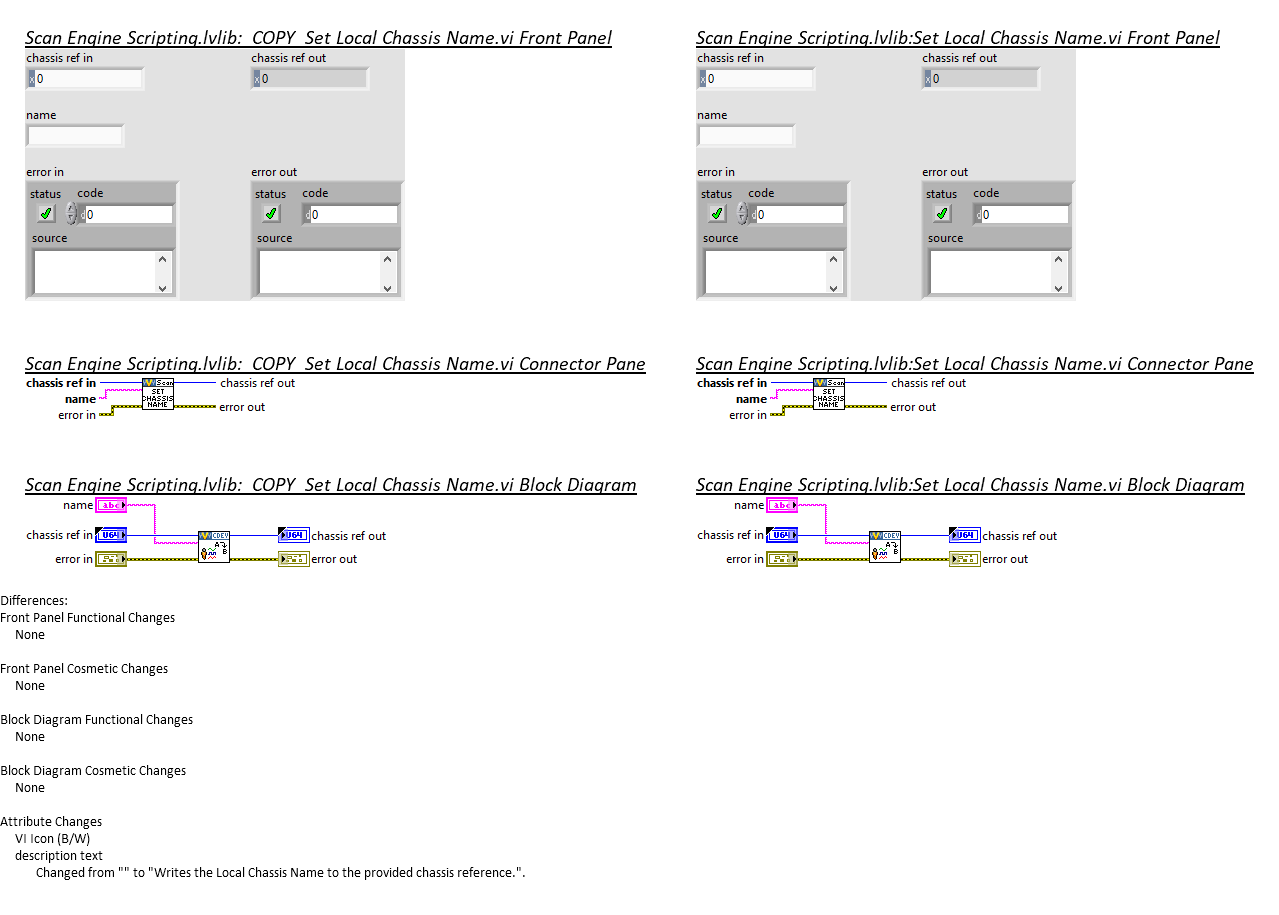 Scan Engine Scripting.lvlib:__COPY__Set Local Chassis Name.vi Front Panel
Scan Engine Scripting.lvlib:Set Local Chassis Name.vi Front Panel
chassis ref in
chassis ref out
chassis ref in
chassis ref out
x 0
x 0
x 0
x 0
name
name
error in
error out
error in
error out
status code
status code
status code
status code
d 0
d 0
d 0
d 0
source
source
source
source
Scan Engine Scripting.lvlib:__COPY__Set Local Chassis Name.vi Connector Pane
Scan Engine Scripting.lvlib:Set Local Chassis Name.vi Connector Pane
chassis ref in
Scan
SET
CHASSIS
NAME
chassis ref out
name
error in
error out
chassis ref in
Scan
SET
CHASSIS
NAME
chassis ref out
name
error in
error out
Scan Engine Scripting.lvlib:__COPY__Set Local Chassis Name.vi Block Diagram
Scan Engine Scripting.lvlib:Set Local Chassis Name.vi Block Diagram
name abc
chassis ref in U64
CDEV
A
B
U64 chassis ref out
error in
error out
name abc
chassis ref in U64
CDEV
A
B
U64 chassis ref out
error in
error out
Differences:
Front Panel Functional Changes
None
Front Panel Cosmetic Changes
None
Block Diagram Functional Changes
None
Block Diagram Cosmetic Changes
None
Attribute Changes
VI Icon (B/W)
description text
Changed from "" to "Writes the Local Chassis Name to the provided chassis reference.".